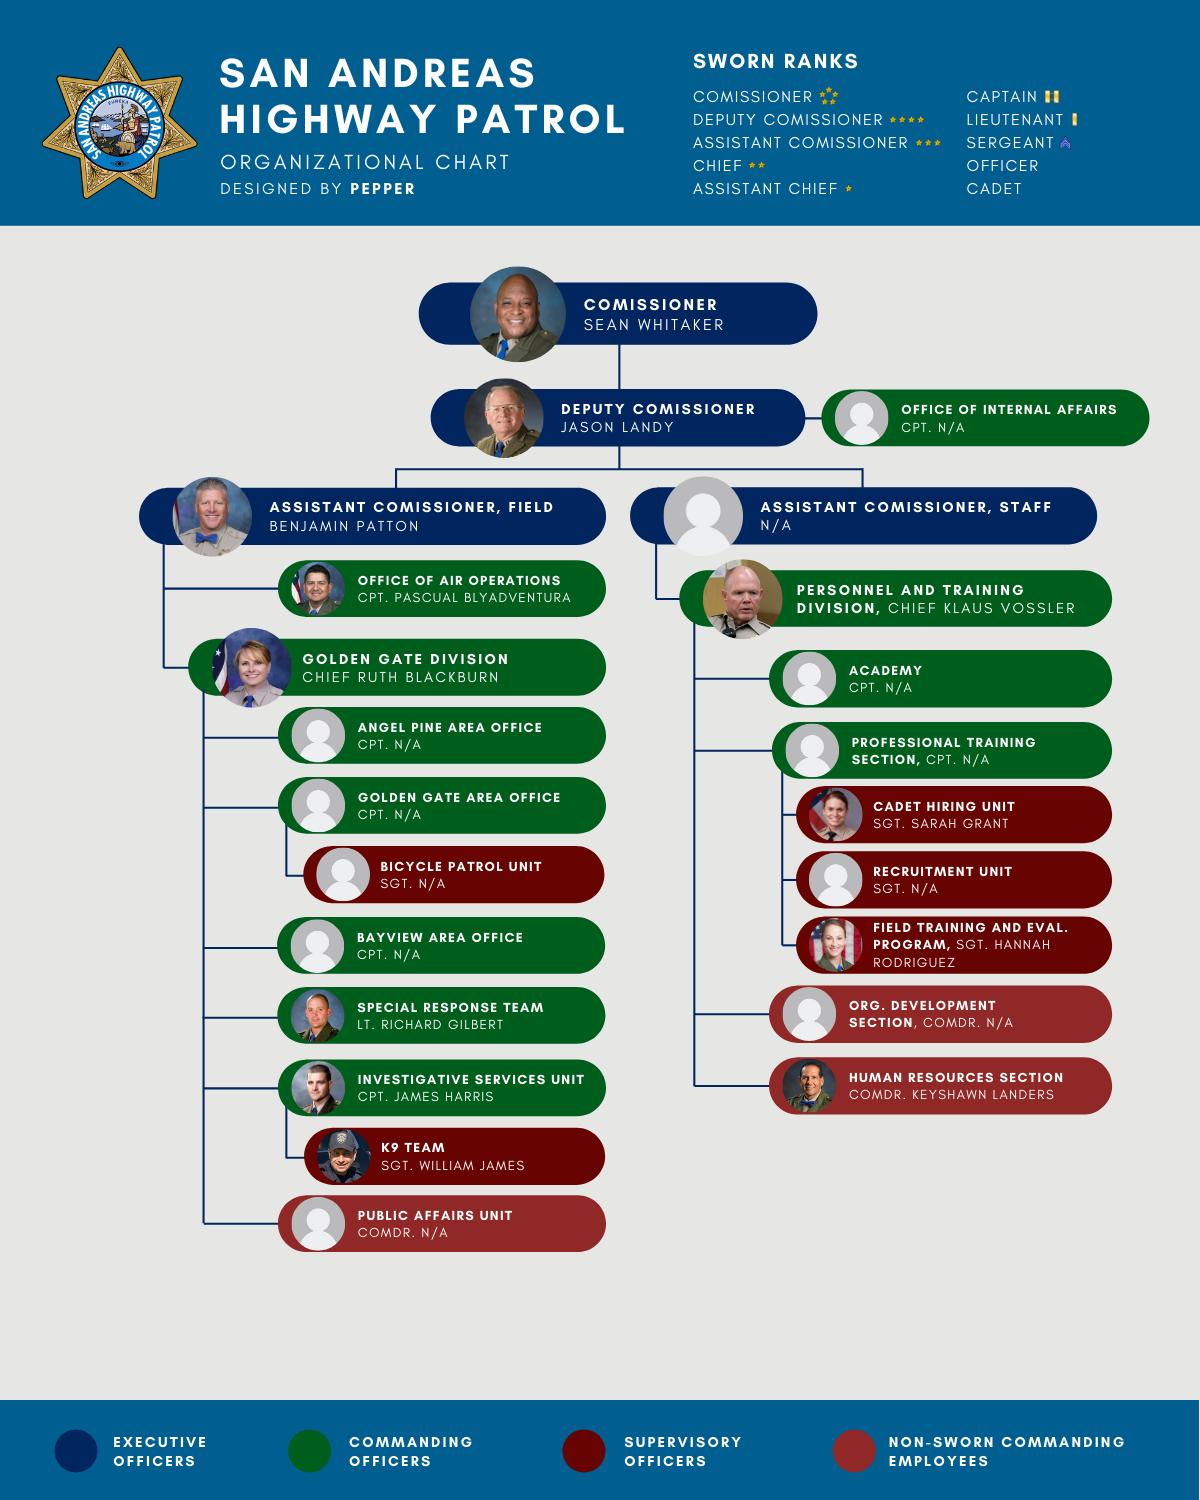 SAN ANDREAS HIGHWAY PATROL
EUREKA
SAN ANDREAS
HIGHWAY PATROL
ORGANIZATIONAL CHART
DESIGNED BY PEPPER
SWORN RANKS
COMISSIONER
DEPUTY COMISSIONER
ASSISTANT COMISSIONER
CHIEF
ASSISTANT CHIEF
CAPTAIN
LIEUTENANT
SERGEANT
OFFICER
CADET
COMISSIONER
SEAN WHITAKER
DEPUTY COMISSIONER
JASON LANDY
OFFICE OF INTERNAL AFFAIRS
CPT. N/A
ASSISTANT COMISSIONER, FIELD
BENJAMIN PATTON
OFFICE OF AIR OPERATIONS
CPT. PASCUAL BLYADVENTURA
GOLDEN GATE DIVISION
CHIEF RUTH BLACKBURN
ANGEL PINE AREA OFFICE
CPT. N/A
GOLDEN GATE AREA OFFICE
CPT. N/A
BICYCLE PATROL UNIT
SGT. N/A
BAYVIEW AREA OFFICE
CPT. N/A
SPECIAL RESPONSE TEAM
LT. RICHARD GILBERT
INVESTIGATIVE SERVICES UNIT
CPT. JAMES HARRIS
K9 TEAM
SGT. WILLIAM JAMES
PUBLIC AFFAIRS UNIT
COMDR. N/A
ASSISTANT COMISSIONER, STAFF
N/A
PERSONNEL AND TRAINING
DIVISION, CHIEF KLAUS VOSSLER
ACADEMY
CPT. N/A
PROFESSIONAL TRAINING
SECTION, CPT. N/A
CADET HIRING UNIT
SGT. SARAH GRANT
RECRUITMENT UNIT
SGT. N/A
FIELD TRAINING AND EVAL.
PROGRAM, SGT. HANNAH
RODRIGUEZ
ORG. DEVELOPMENT
SECTION, COMDR. N/A
HUMAN RESOURCES SECTION
COMDR. KEYSHAWN LANDERS
EXECUTIVE
OFFICERS
COMMANDING
OFFICERS
SUPERVISORY
OFFICERS
NON-SWORN COMMANDING
EMPLOYEES